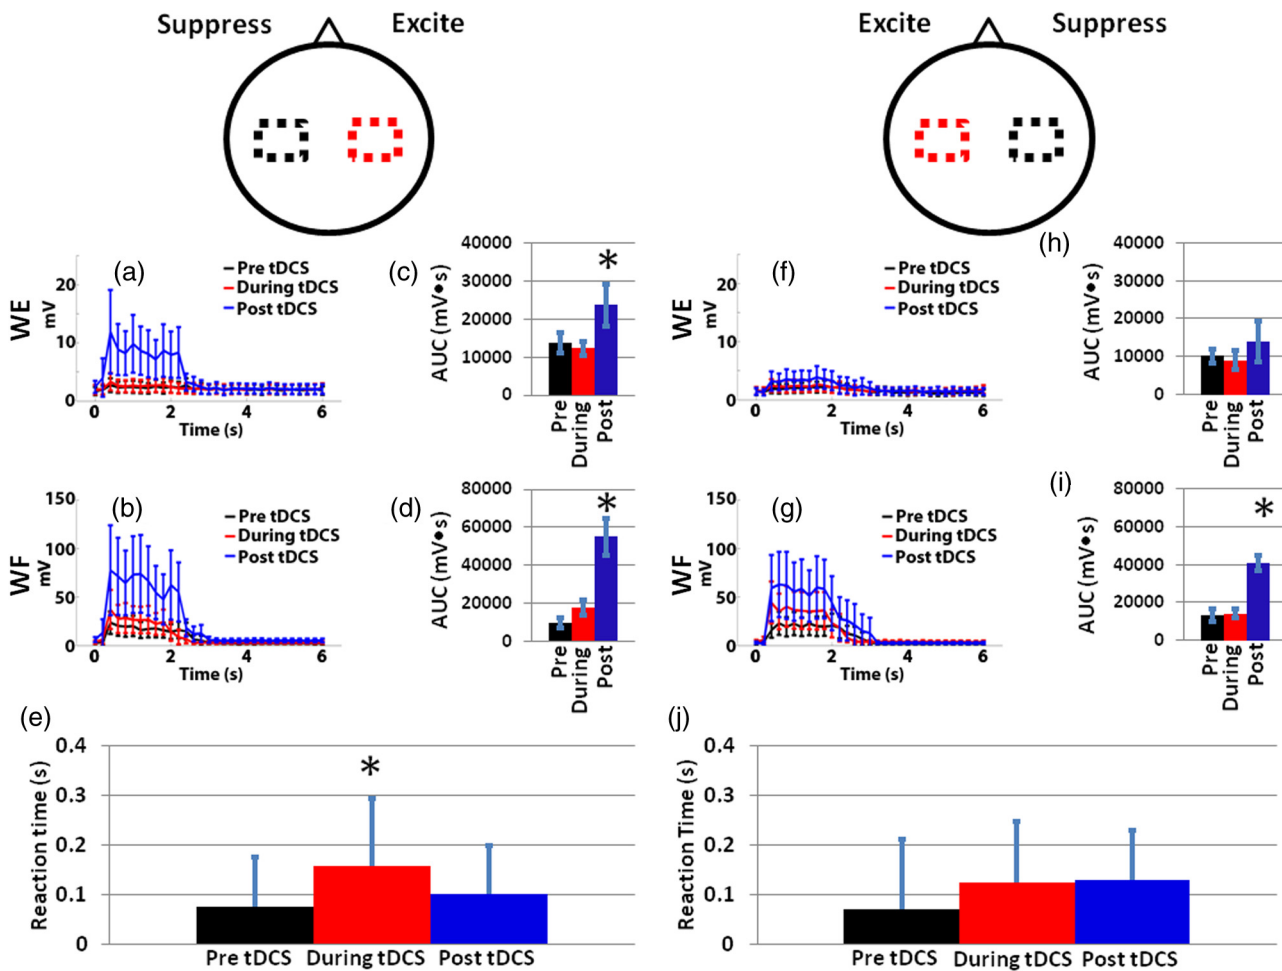 Suppress Excite
Excite Suppress
(a)
Pre tDCS
During tDCS
Post tDCS
WE
mV
20
10
0
0 2 4 6
Time (s)
(c)
40000
30000
20000
10000
0
AUC (mV•s)
*
Pre
During
Post
(f)
Pre tDCS
During tDCS
Post tDCS
WE
mV
20
10
0
0 2 4 6
Time (s)
(h)
40000
30000
20000
10000
0
AUC (mV•s)
Pre
During
Post
(b)
Pre tDCS
During tDCS
Post tDCS
WF
mV
150
100
50
0
0 2 4 6
Time (s)
(d)
80000
60000
40000
20000
0
AUC (mV•s)
*
Pre
During
Post
(g)
Pre tDCS
During tDCS
Post tDCS
WF
mV
150
100
50
0
0 2 4 6
Time (s)
(i)
80000
60000
40000
20000
0
AUC (mV•s)
*
Pre
During
Post
(e)
0.4
0.3
0.2
0.1
0
Reaction time (s)
*
Pre tDCS During tDCS Post tDCS
(j)
0.4
0.3
0.2
0.1
0
Reaction Time (s)
Pre tDCS During tDCS Post tDCS